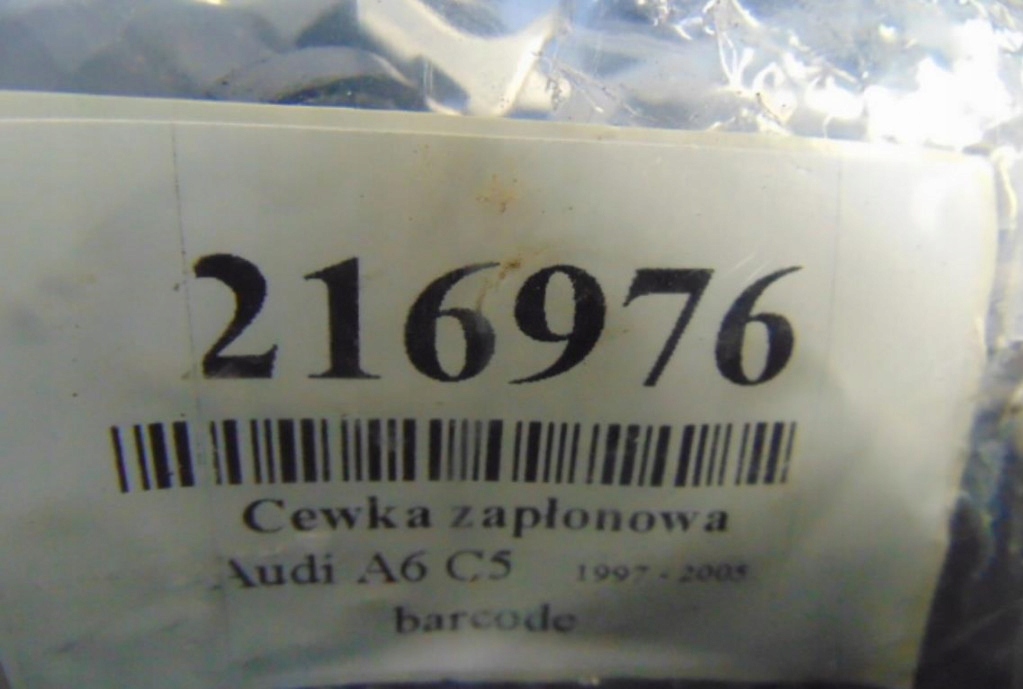 216976
Cewka zapłonowa
Audi A6 C5 1997 - 2005
barcode